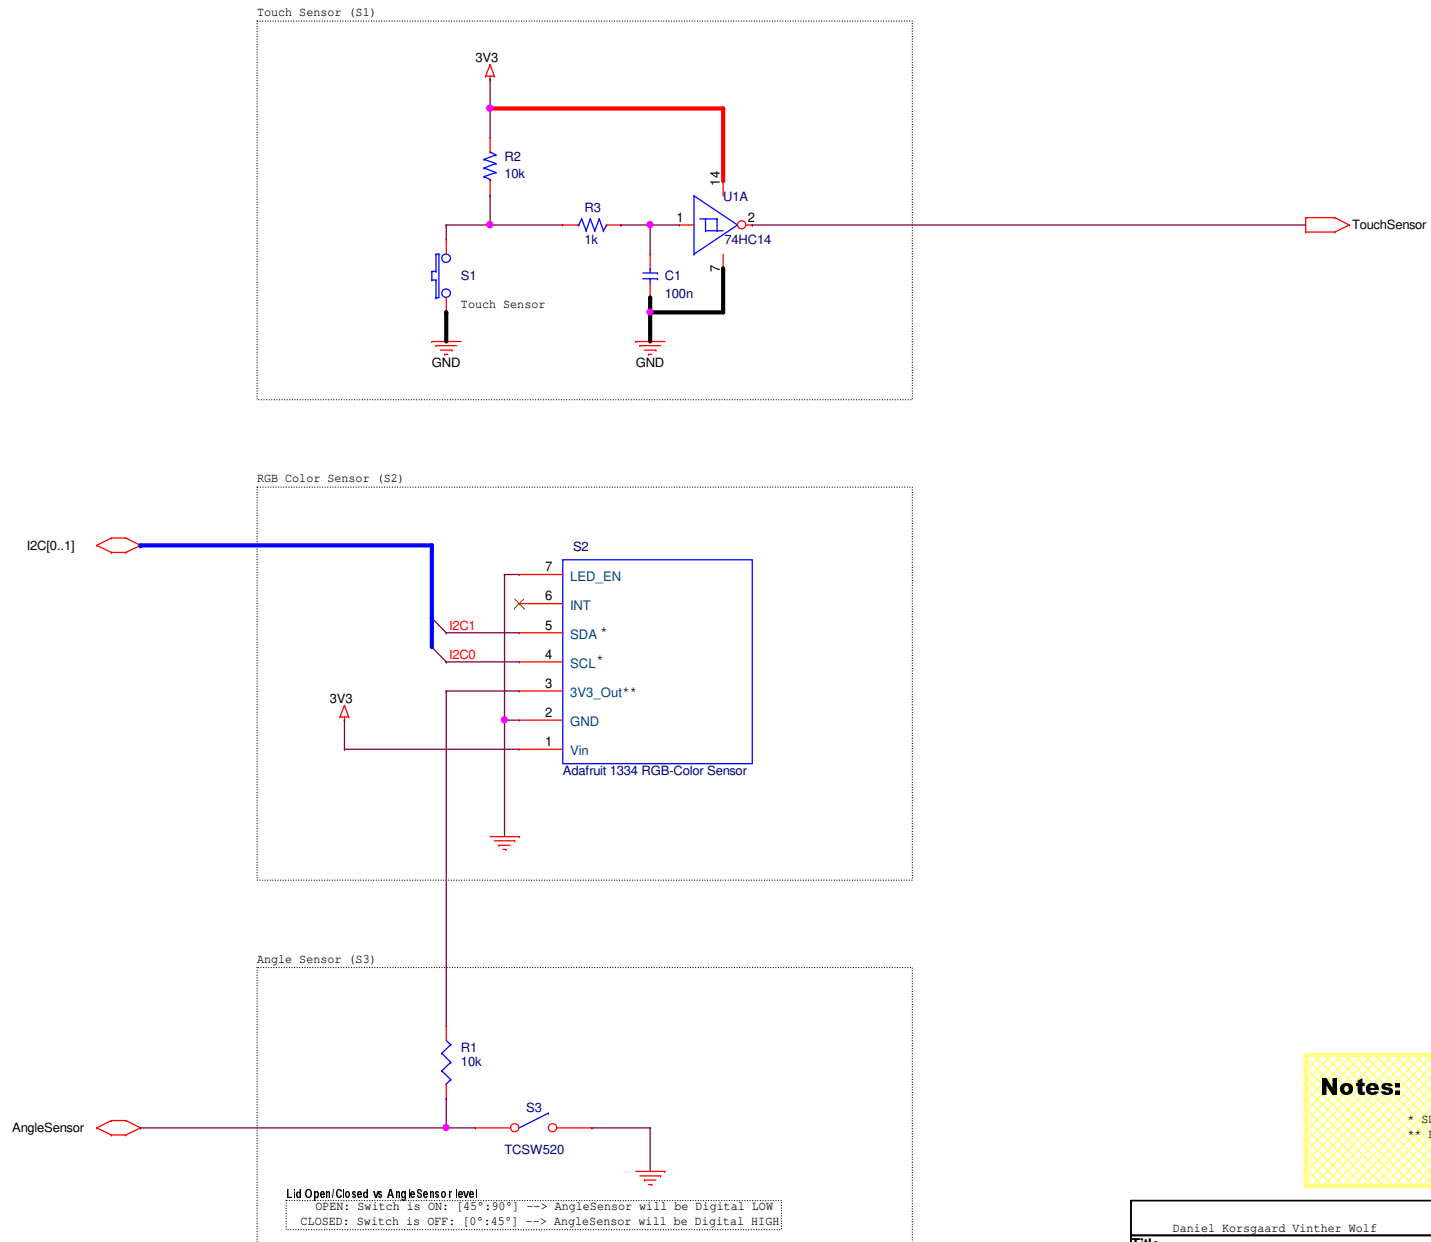 Touch Sensor (S1)
3V3
R2
10k
14
U1A
R3
1k
1
2
74HC14
TouchSensor
S1
C1
100n
7
Touch Sensor
GND
GND
RGB Color Sensor (S2)
I2C[0..1]
S2
7
LED_EN
6
INT
I2C1
5
SDA *
I2C0
4
SCL *
3V3
3
3V3_Out**
2
GND
1
Vin
Adafruit 1334 RGB-Color Sensor
Angle Sensor (S3)
R1
10k
AngleSensor
S3
TCSW520
Lid Open/Closed vs AngleSensor level
OPEN: Switch is ON: [45°:90°] --> AngleSensor will be Digital LOW
CLOSED: Switch is OFF: [0°:45°] --> AngleSensor will be Digital HIGH
Notes:
*
**
Daniel Korsgaard Vinther Wolf
Title